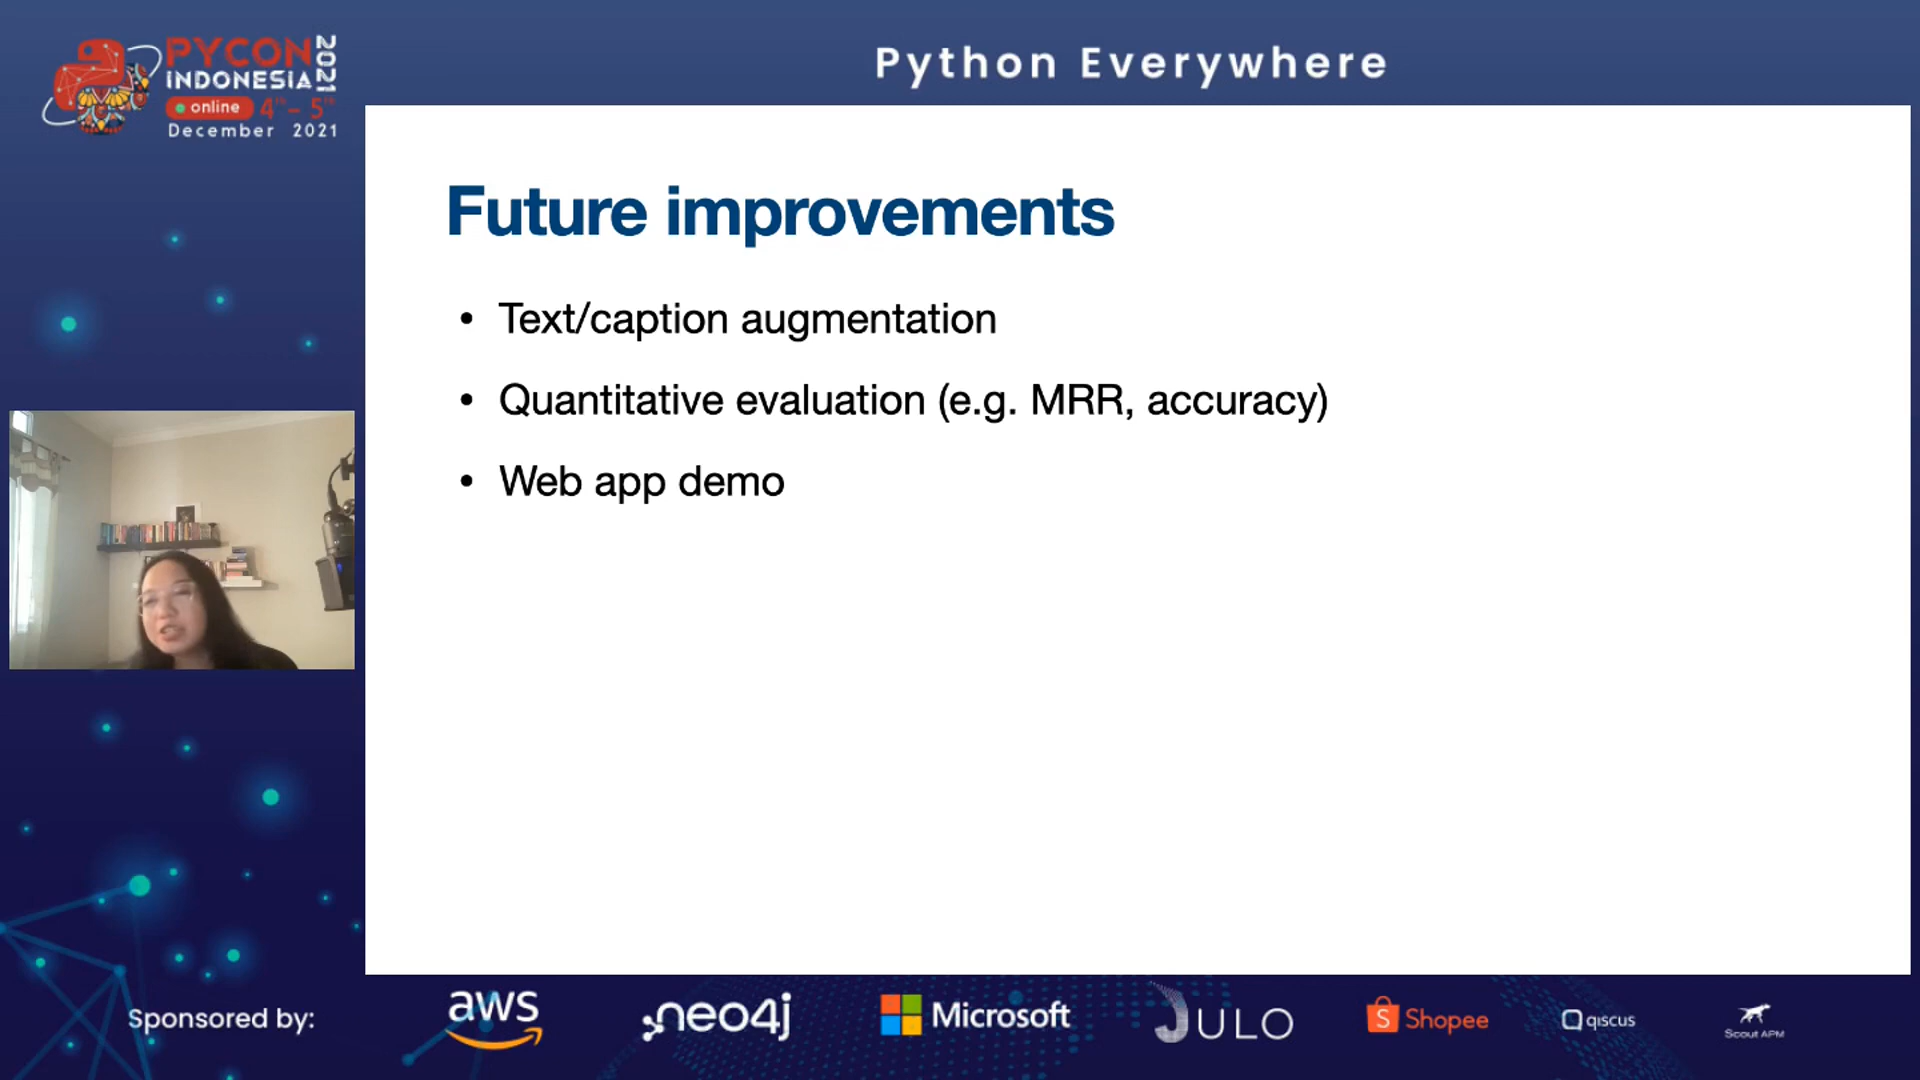 PYCON
INDONESIA
2021
online 4th - 5th
December 2021
Python Everywhere
Future improvements
• Text/caption augmentation
• Quantitative evaluation (e.g. MRR, accuracy)
• Web app demo
Sponsored by:
aws
neo4j
Microsoft
JULO
Shopee
qiscus
Scout APM